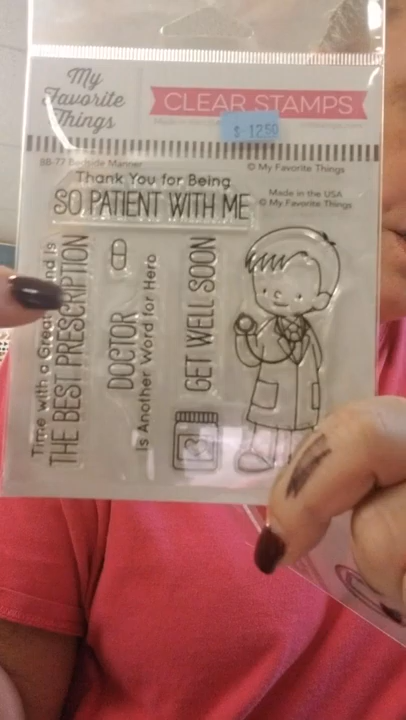 My
Favorite
Things
CLEAR STAMPS
$ 12.50
BB-77 Bedside Manner
© My Favorite Things
Thank You for Being
SO PATIENT WITH ME
Made in the USA
© My Favorite Things
Time with a Great and is
THE BEST PRESCRIPTION
DOCTOR
Is Another Word for Hero
GET WELL SOON